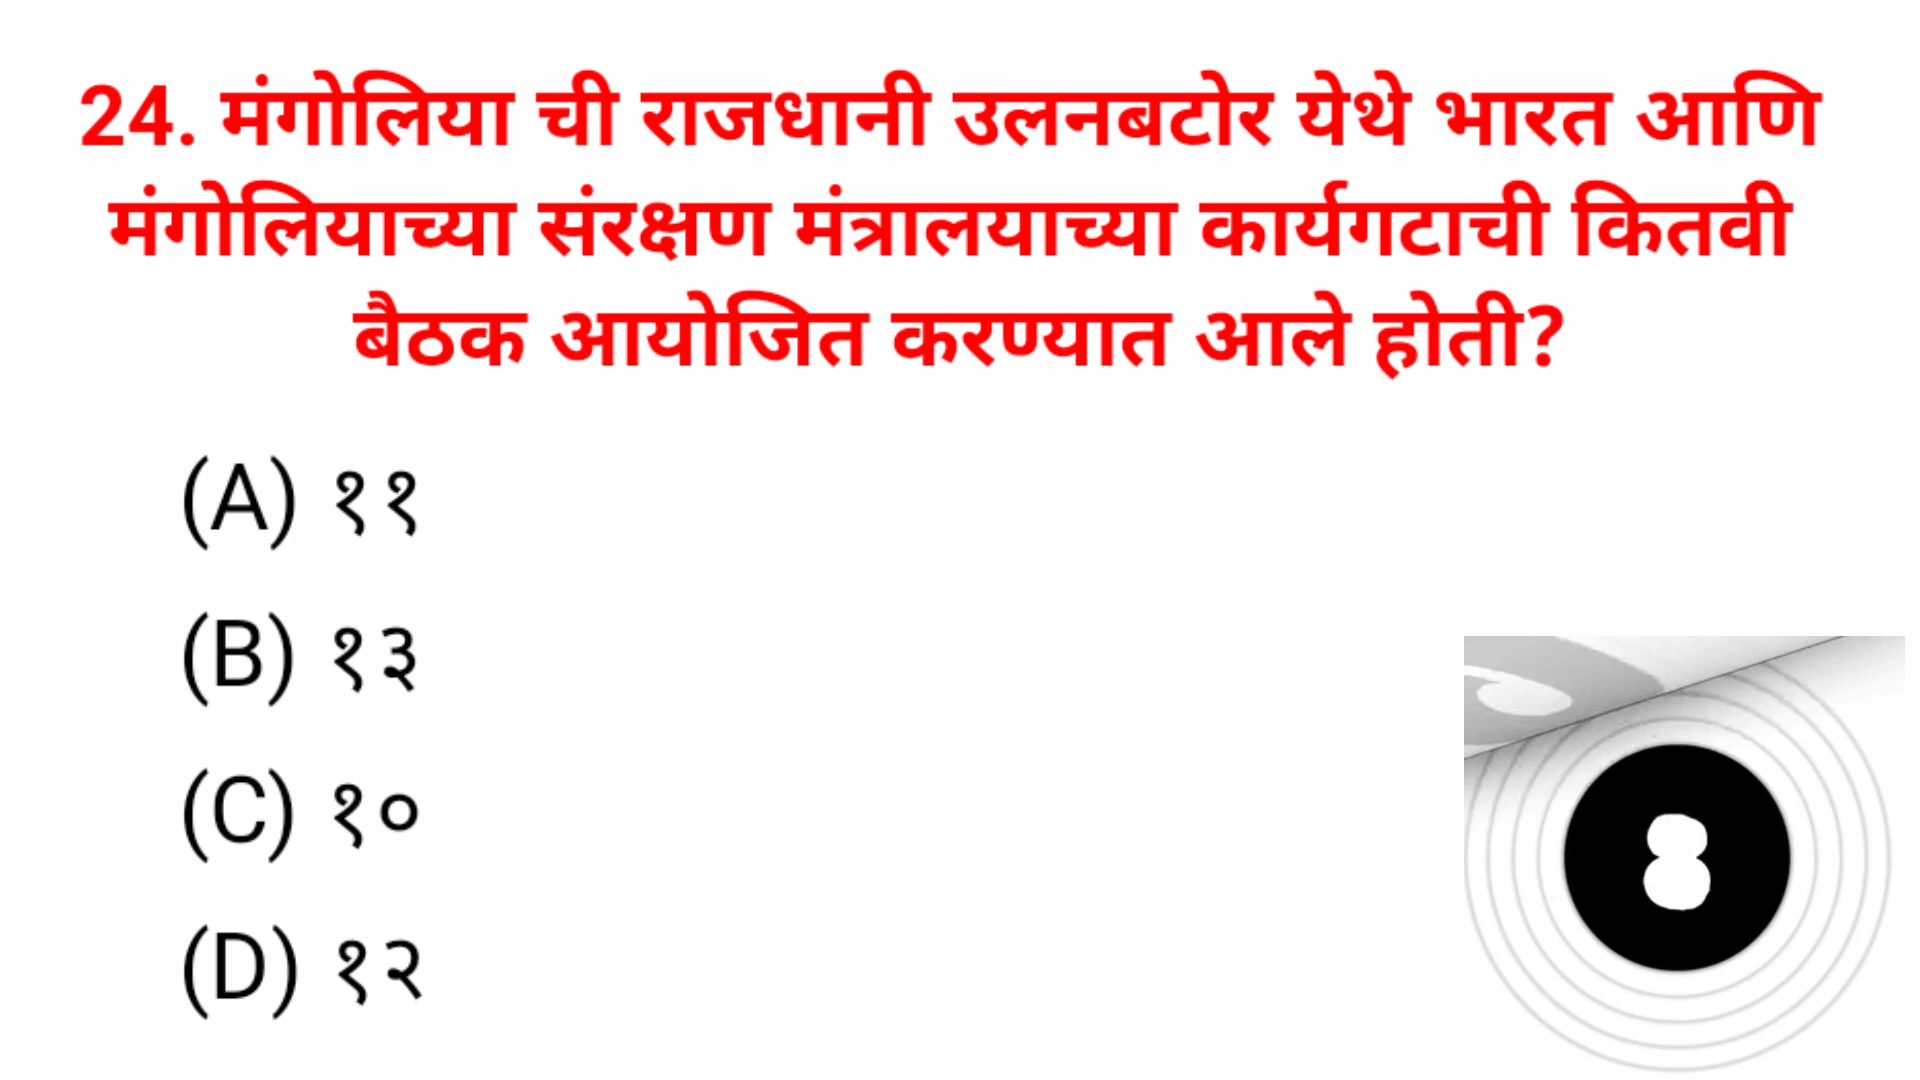 24. मंगोलिया ची राजधानी उलनबटोर येथे भारत आणि
मंगोलियाच्या संरक्षण मंत्रालयाच्या कार्यगटाची कितवी
बैठक आयोजित करण्यात आले होती?
(A) ११
(B) १३
(C) १०
(D) १२
8